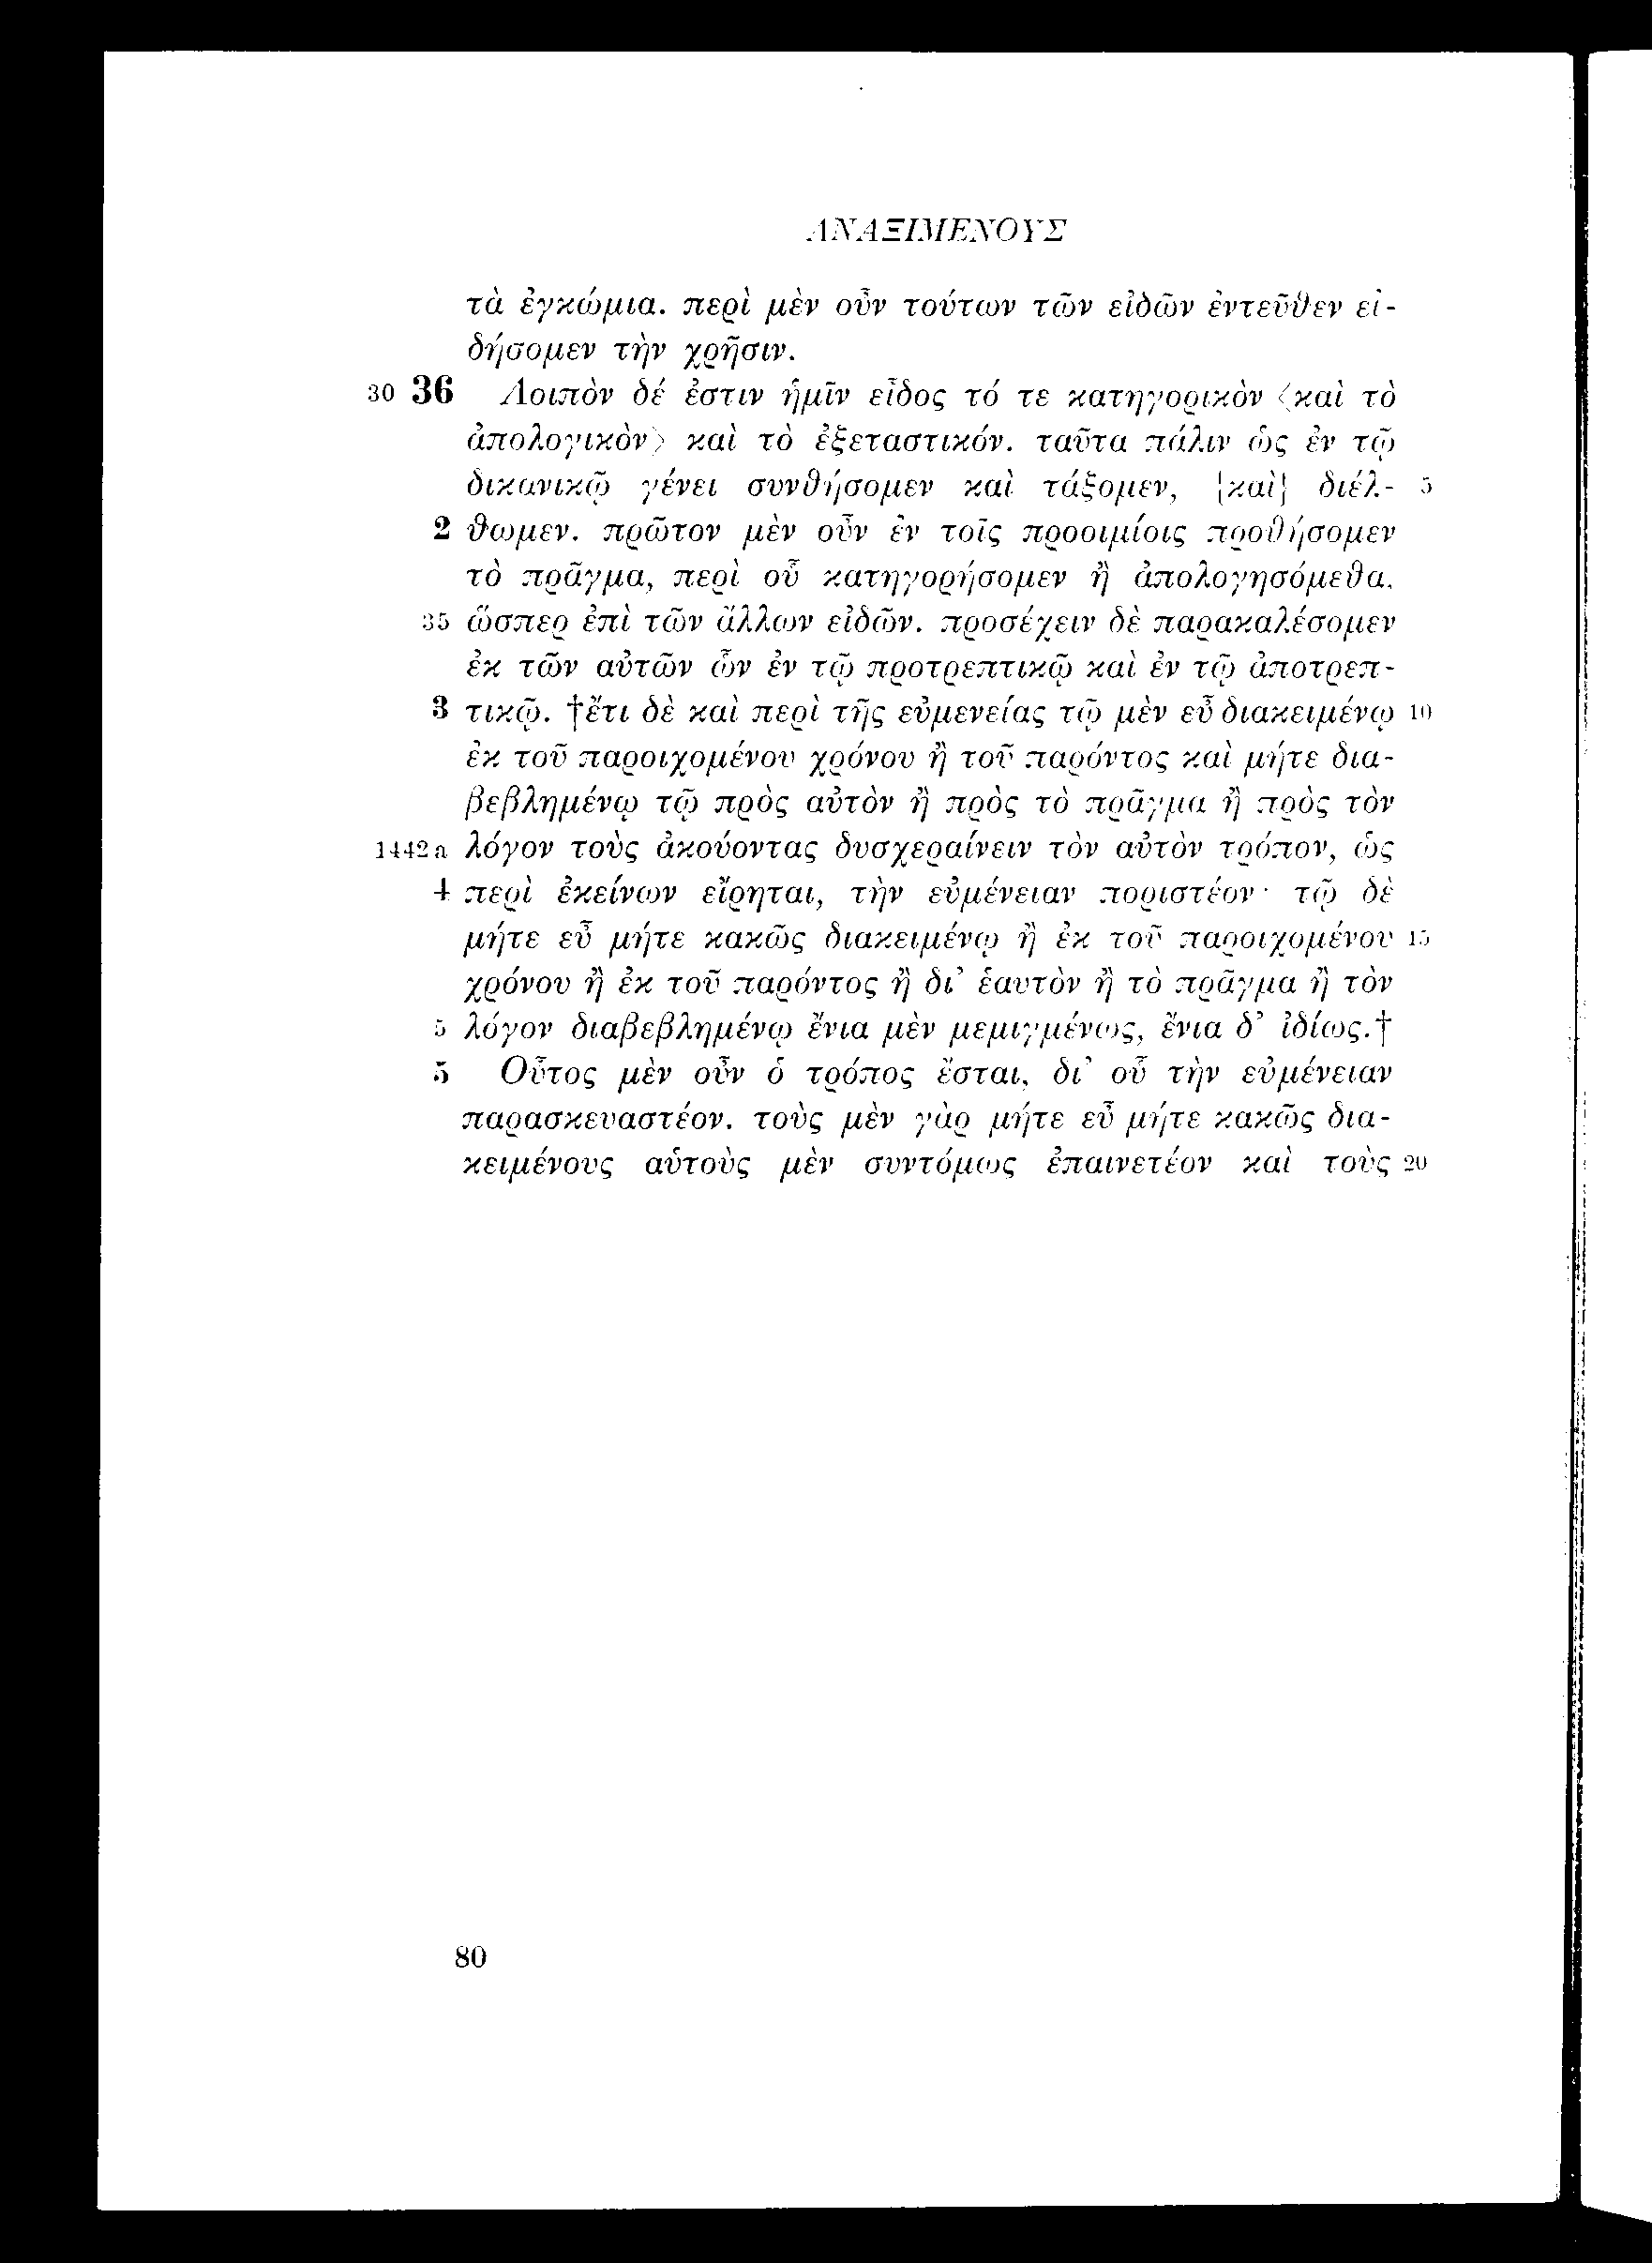 ΑΝΑΞΙΜΕΝΟΥΣ
τὰ ἐγκώμια. περὶ μὲν οὖν τούτων τῶν εἰδῶν ἐντεῦθεν εἰ-
δήσομεν τὴν χρῆσιν.
30 36 Λοιπὸν δέ ἐστιν ἡμῖν εἶδος τό τε κατηγορικὸν <καὶ τὸ
ἀπολογικὸν> καὶ τὸ ἐξεταστικόν. ταῦτα πάλιν ὡς ἐν τῷ
δικανικῷ γένει συνθήσομεν καὶ τάξομεν, {καὶ} διέλ- 5
2 θωμεν. πρῶτον μὲν οὖν ἐν τοῖς προοιμίοις προθήσομεν
τὸ πρᾶγμα, περὶ οὗ κατηγορήσομεν ἢ ἀπολογησόμεθα,
35 ὥσπερ ἐπὶ τῶν ἄλλων εἰδῶν. προσέχειν δὲ παρακαλέσομεν
ἐκ τῶν αὐτῶν ὧν ἐν τῷ προτρεπτικῷ καὶ ἐν τῷ ἀποτρεπ-
3 τικῷ. †ἔτι δὲ καὶ περὶ τῆς εὐμενείας τῷ μὲν εὖ διακειμένῳ 10
ἐκ τοῦ παροιχομένου χρόνου ἢ τοῦ παρόντος καὶ μήτε δια-
βεβλημένῳ τῷ πρὸς αὐτὸν ἢ πρὸς τὸ πρᾶγμα ἢ πρὸς τὸν
1442a λόγον τοὺς ἀκούοντας δυσχεραίνειν τὸν αὐτὸν τρόπον, ὡς
4 περὶ ἐκείνων εἴρηται, τὴν εὐμένειαν ποριστέον· τῷ δὲ
μήτε εὖ μήτε κακῶς διακειμένῳ ἢ ἐκ τοῦ παροιχομένου 15
χρόνου ἢ ἐκ τοῦ παρόντος ἢ δι’ ἑαυτὸν ἢ τὸ πρᾶγμα ἢ τὸν
5 λόγον διαβεβλημένῳ ἔνια μὲν μεμιγμένως, ἔνια δ’ ἰδίως.†
5 Οὗτος μὲν οὖν ὁ τρόπος ἔσται, δι’ οὗ τὴν εὐμένειαν
παρασκευαστέον. τοὺς μὲν γὰρ μήτε εὖ μήτε κακῶς δια-
κειμένους αὑτοὺς μὲν συντόμως ἐπαινετέον καὶ τοὺς 20
80